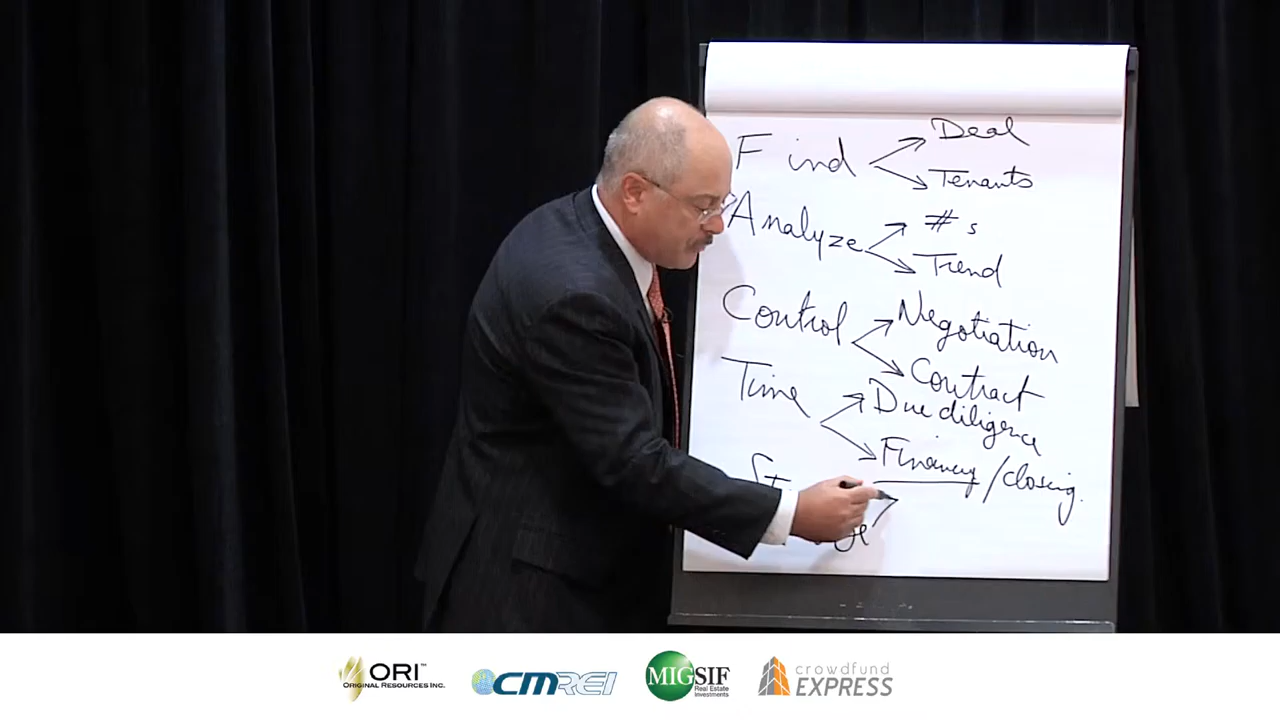 Find Deal
Tenants
Analyze #s
Trend
Control Negotiation
Contract
Time Due diligence
Financing / closing.
ORI™
ORIGINAL RESOURCES INC.
CMREI
MIGSIF
Real Estate
Investments
crowdfund
EXPRESS